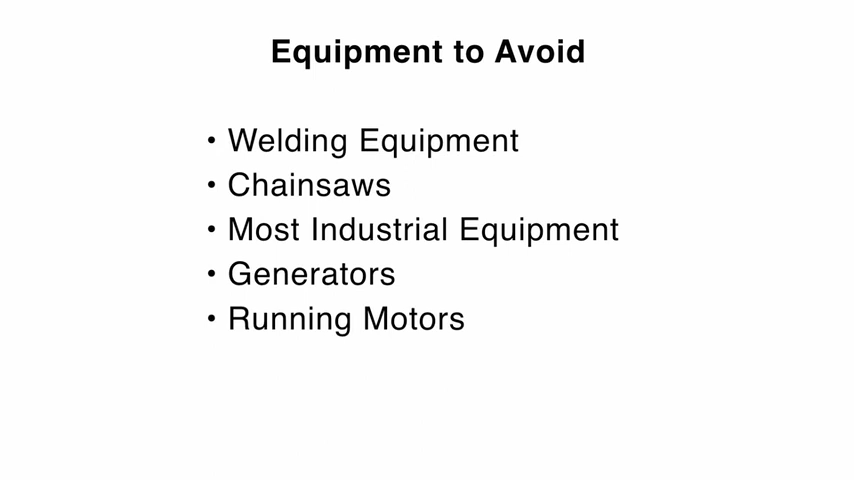 Equipment to Avoid
• Welding Equipment
• Chainsaws
• Most Industrial Equipment
• Generators
• Running Motors